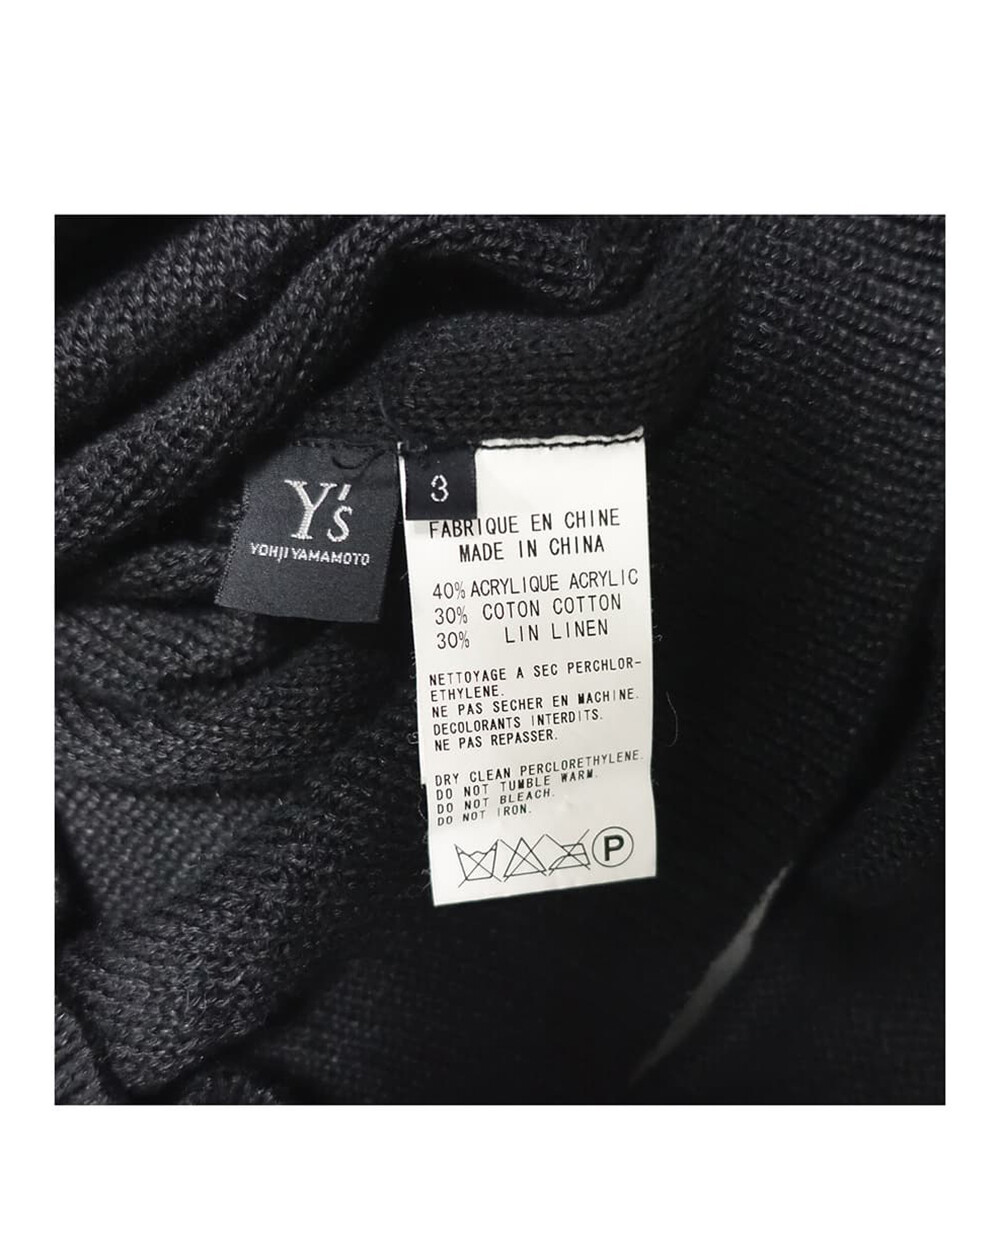 Y's
YOHJI YAMAMOTO
3
FABRIQUE EN CHINE
MADE IN CHINA
40% ACRYLIQUE ACRYLIC
30% COTON COTTON
30% LIN LINEN
NETTOYAGE A SEC PERCHLOR-
ETHYLENE.
NE PAS SECHER EN MACHINE.
DECOLORANTS INTERDITS.
NE PAS REPASSER.
DRY CLEAN PERCLORETHYLENE.
DO NOT TUMBLE WARM.
DO NOT BLEACH.
DO NOT IRON.
P